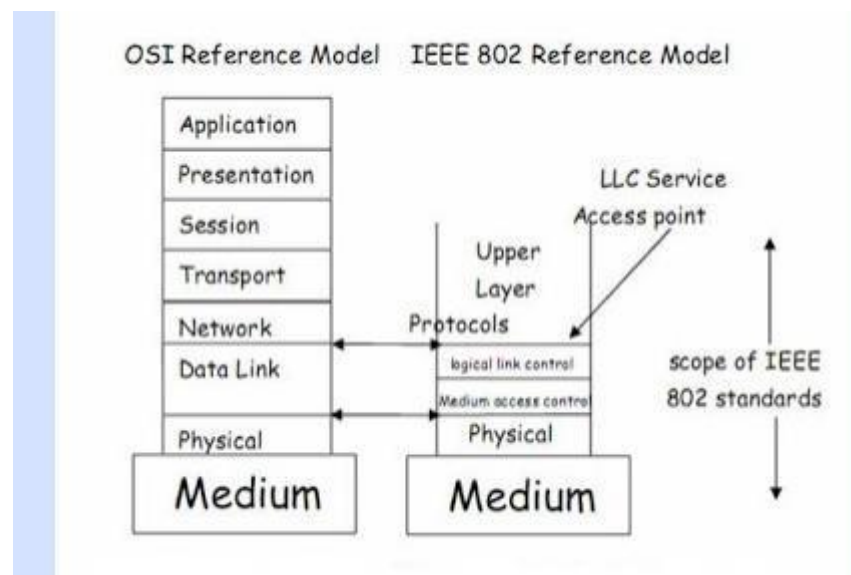 OSI Reference Model
IEEE 802 Reference Model
Application
Presentation
Session
Transport
Network
Data Link
Physical
Medium
LLC Service
Access point
Upper
Layer
Protocols
logical link control
Medium access control
Physical
Medium
scope of IEEE
802 standards